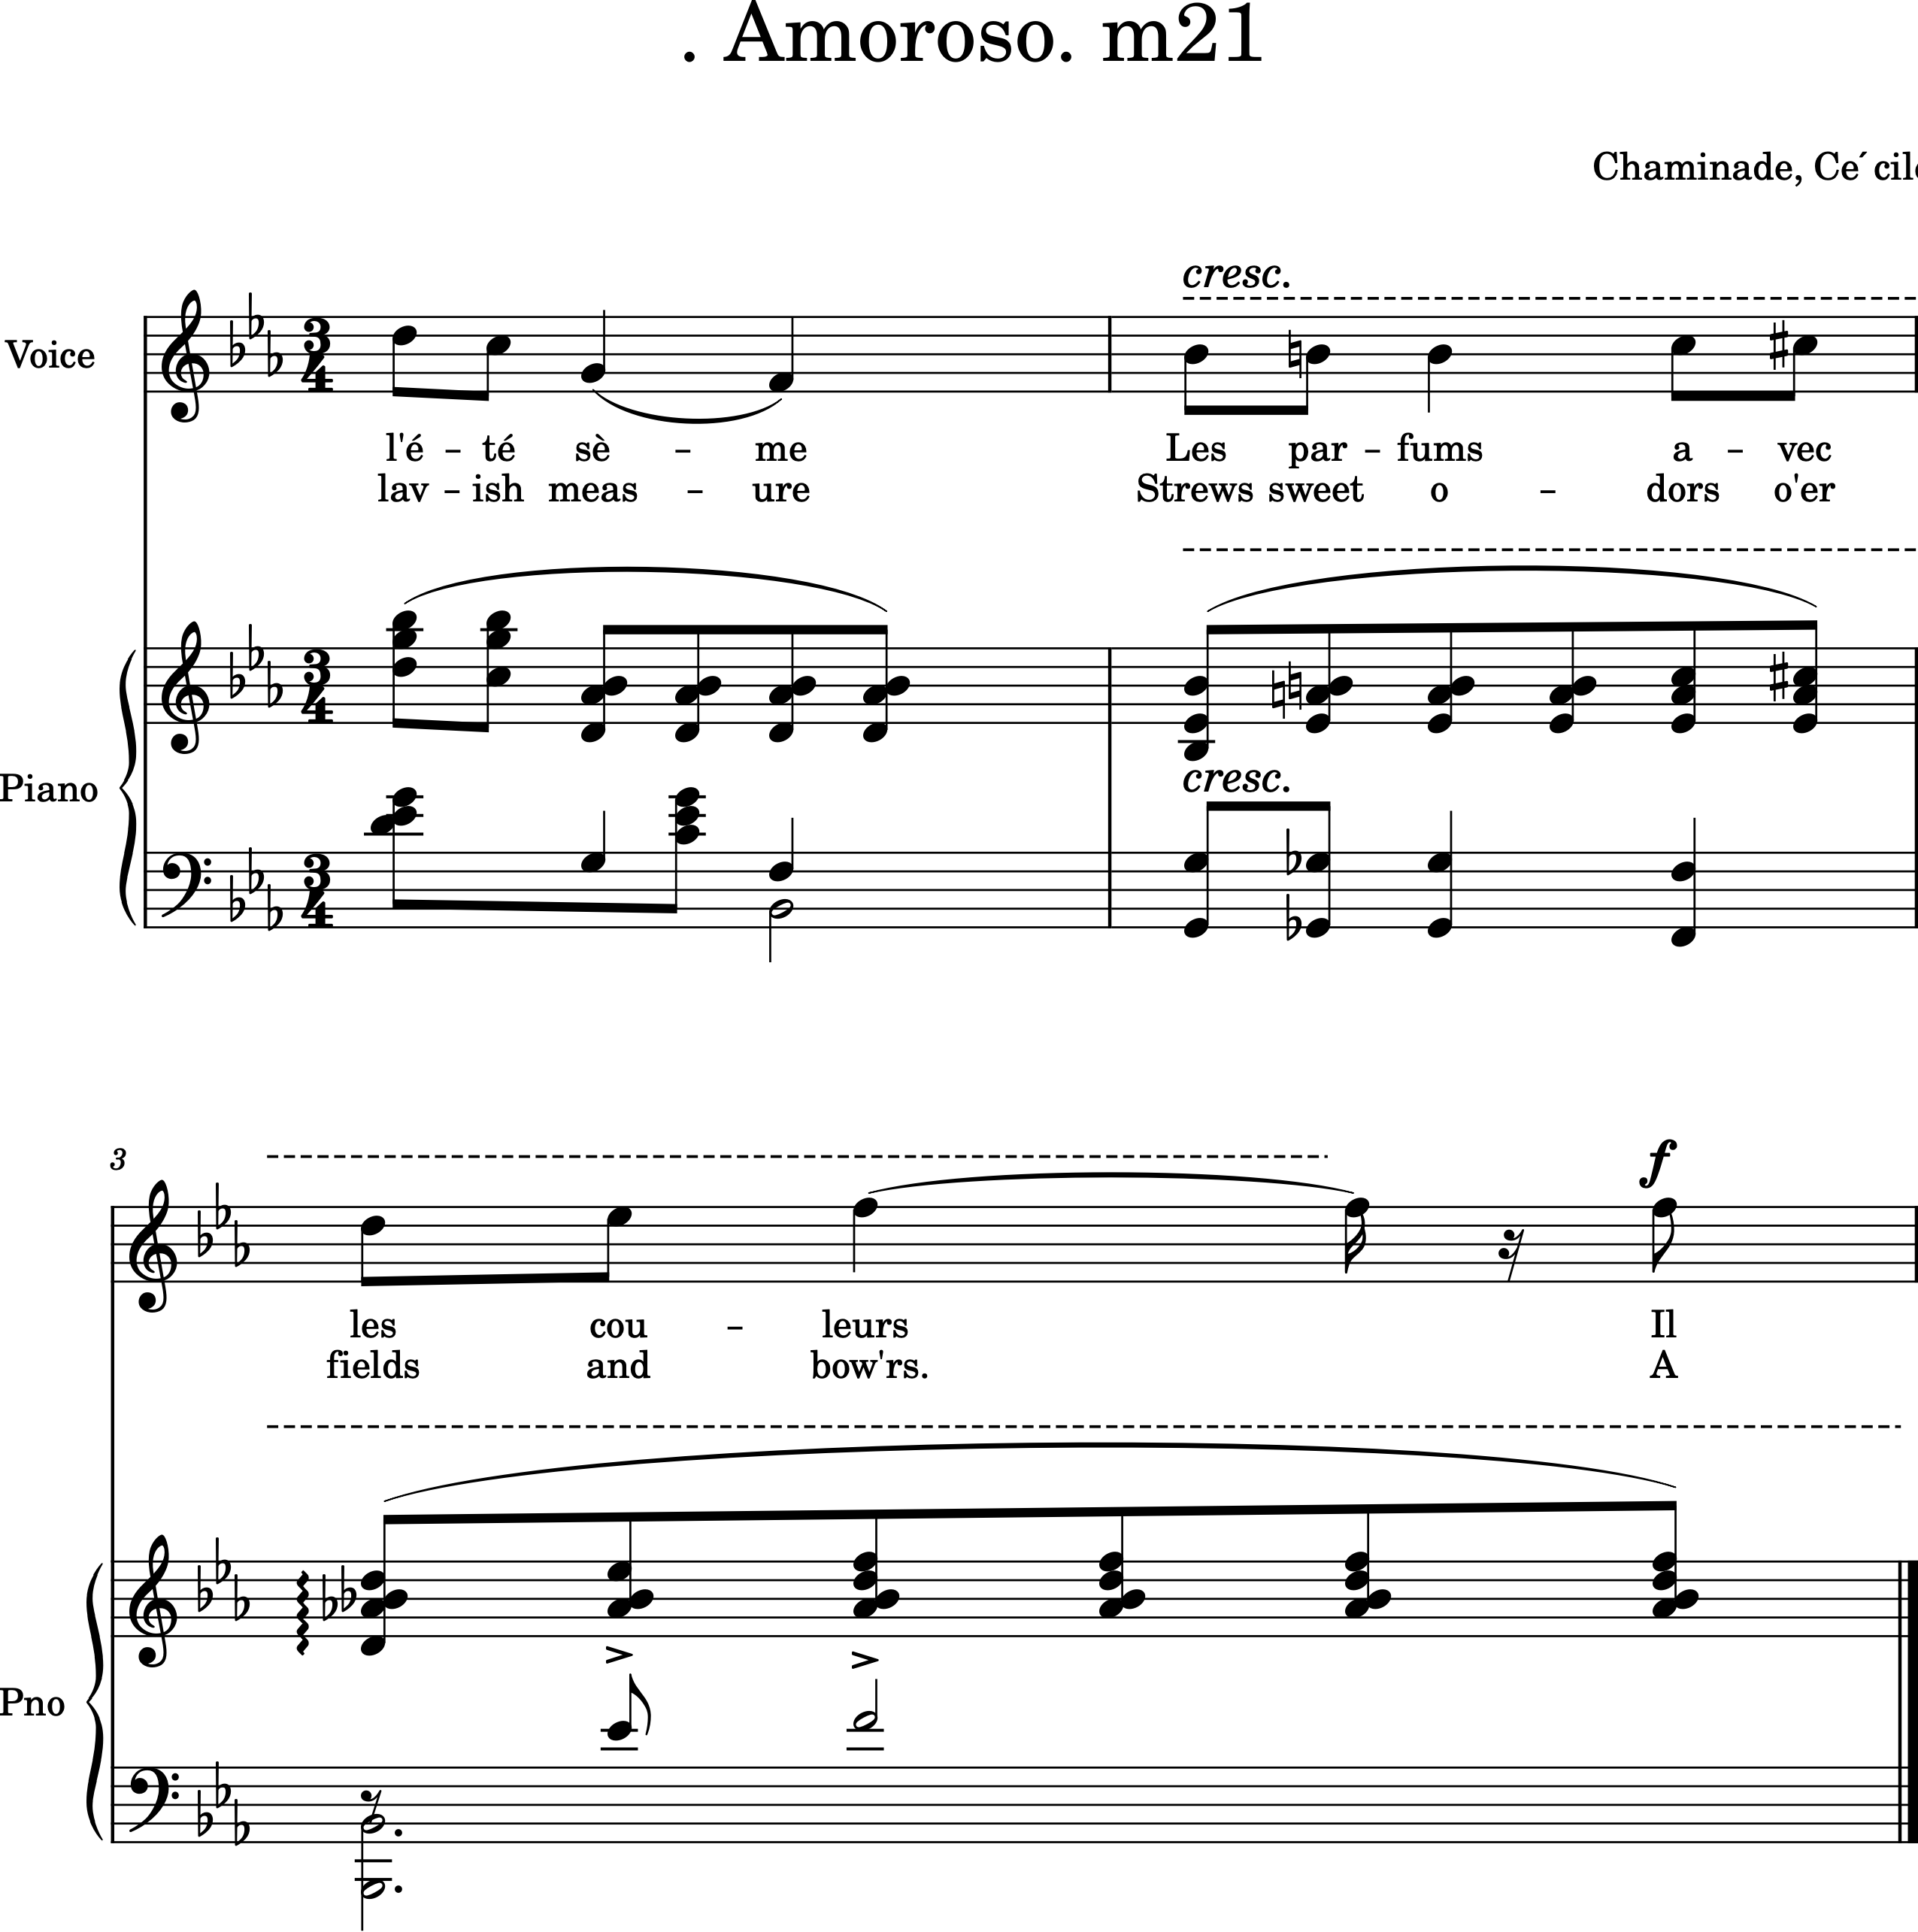 . Amoroso. m21
Chaminade, Ce´cile
cresc.
Voice
l'é – té sè – me Les par – fums a – vec
lav – ish meas – ure Strews sweet o – dors o'er
Piano
cresc.
3
f
les cou – leurs Il
fields and bow'rs. A
Pno